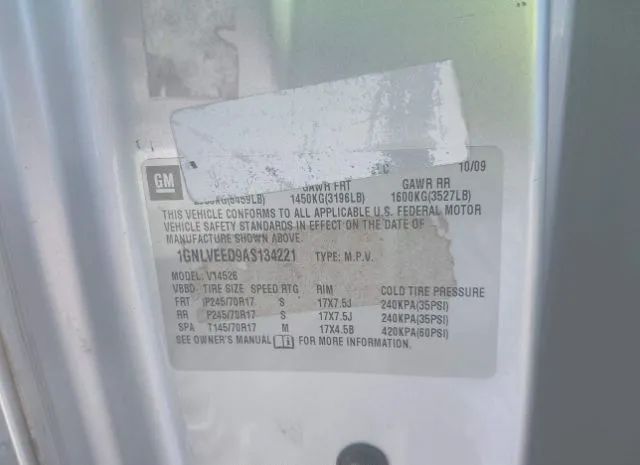 GM
10/09
GAWR FRT GAWR RR
1450KG(3196LB) 1600KG(3527LB)
THIS VEHICLE CONFORMS TO ALL APPLICABLE U.S. FEDERAL MOTOR
VEHICLE SAFETY STANDARDS IN EFFECT ON THE DATE OF
MANUFACTURE SHOWN ABOVE.
1GNLVEED9AS134221 TYPE: M.P.V.
MODEL: V14526
VBBD TIRE SIZE SPEED RTG RIM COLD TIRE PRESSURE
FRT P245/70R17 S 17X7.5J 240KPA(35PSI)
RR P245/70R17 S 17X7.5J 240KPA(35PSI)
SPA T145/70R17 M 17X4.5B 420KPA(60PSI)
SEE OWNER'S MANUAL FOR MORE INFORMATION.